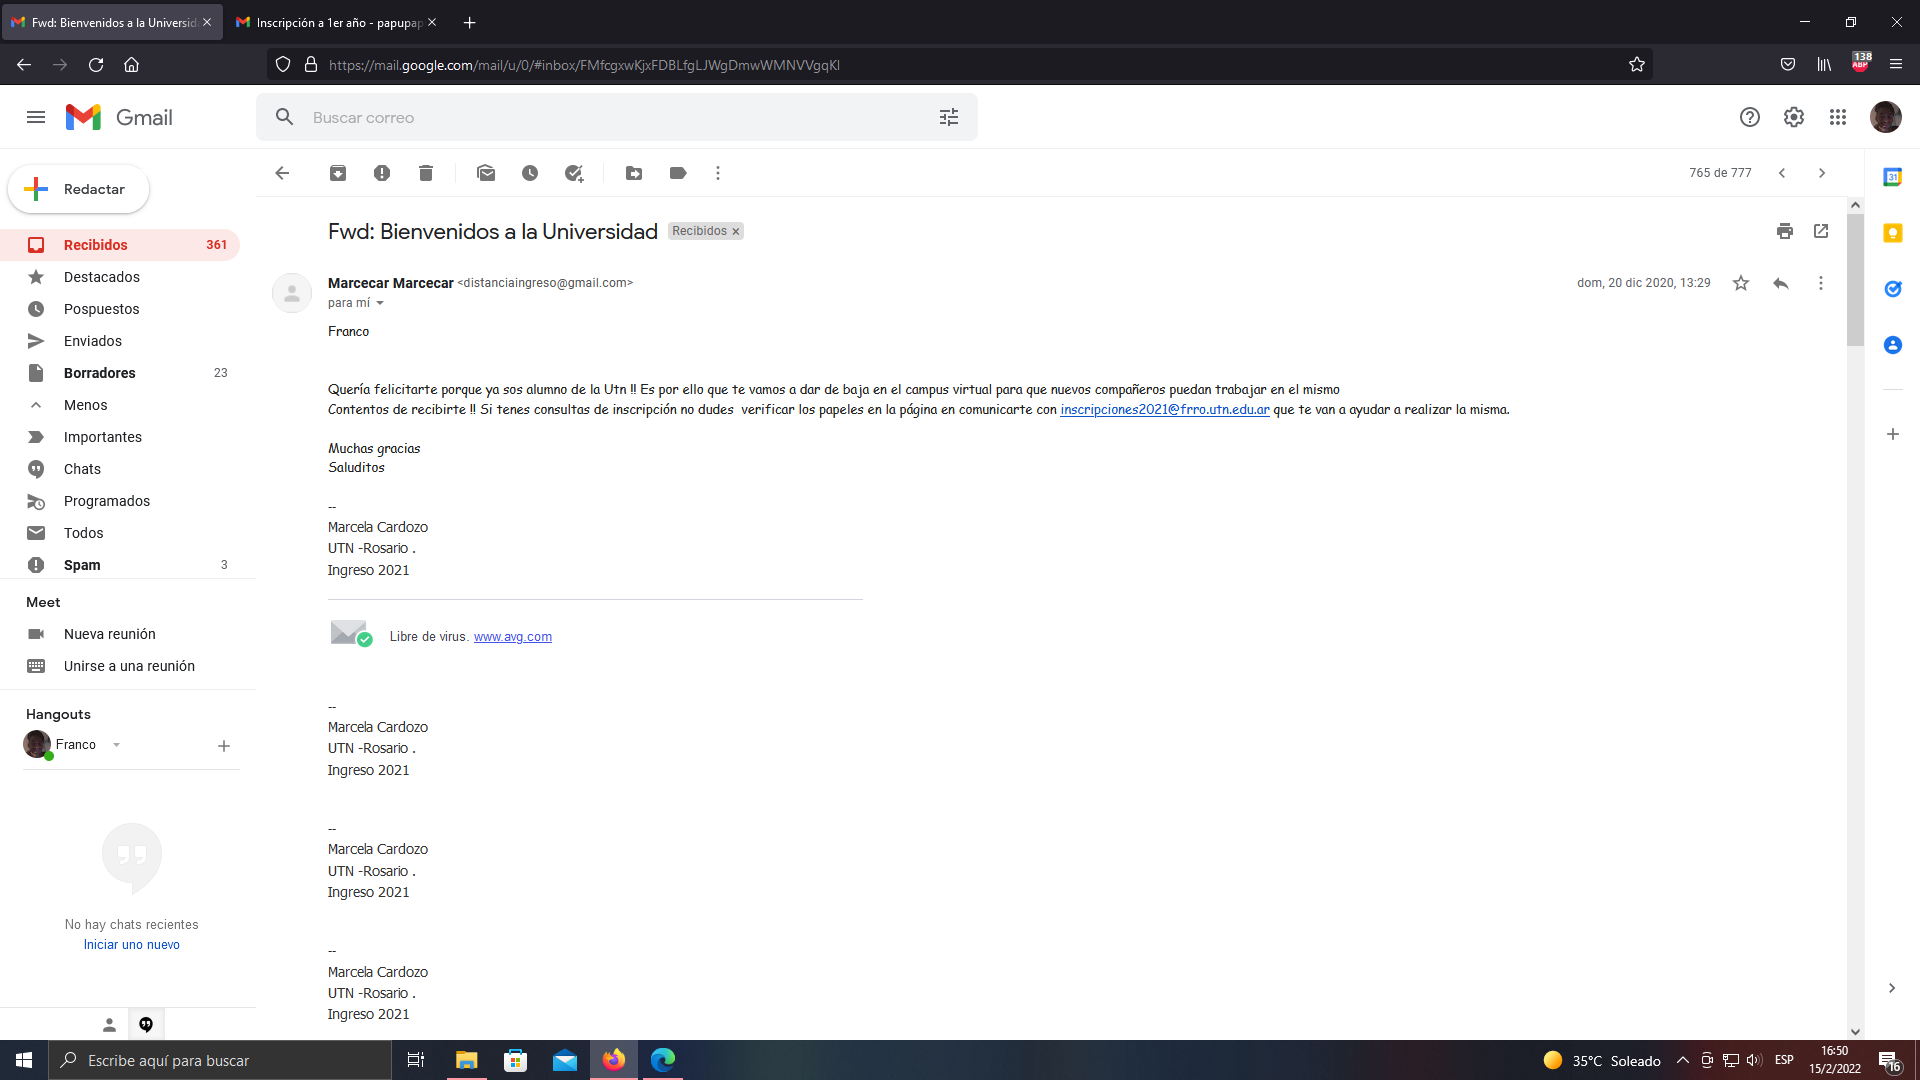 Fwd: Bienvenidos a la Universid
Inscripción a 1er año - papupap
https://mail.google.com/mail/u/0/#inbox/FMfcgxwKjxFDBLfgLJWgDmwWMNVVgqKl
138
ABP
Gmail
Buscar correo
Redactar
765 de 777
31
Recibidos 361
Destacados
Pospuestos
Enviados
Borradores 23
Menos
Importantes
Chats
Programados
Todos
Spam 3
Meet
Nueva reunión
Unirse a una reunión
Hangouts
Franco
No hay chats recientes
Iniciar uno nuevo
Fwd: Bienvenidos a la Universidad Recibidos x
Marcecar Marcecar <distanciaingreso@gmail.com> dom, 20 dic 2020, 13:29
para mí
Franco
Quería felicitarte porque ya sos alumno de la Utn !! Es por ello que te vamos a dar de baja en el campus virtual para que nuevos compañeros puedan trabajar en el mismo
Contentos de recibirte !! Si tenes consultas de inscripción no dudes verificar los papeles en la página en comunicarte con inscripciones2021@frro.utn.edu.ar que te van a ayudar a realizar la misma.
Muchas gracias
Saluditos
--
Marcela Cardozo
UTN -Rosario .
Ingreso 2021
Libre de virus. www.avg.com
--
Marcela Cardozo
UTN -Rosario .
Ingreso 2021
--
Marcela Cardozo
UTN -Rosario .
Ingreso 2021
--
Marcela Cardozo
UTN -Rosario .
Ingreso 2021
Escribe aquí para buscar
35°C Soleado
ESP
16:50
15/2/2022
16